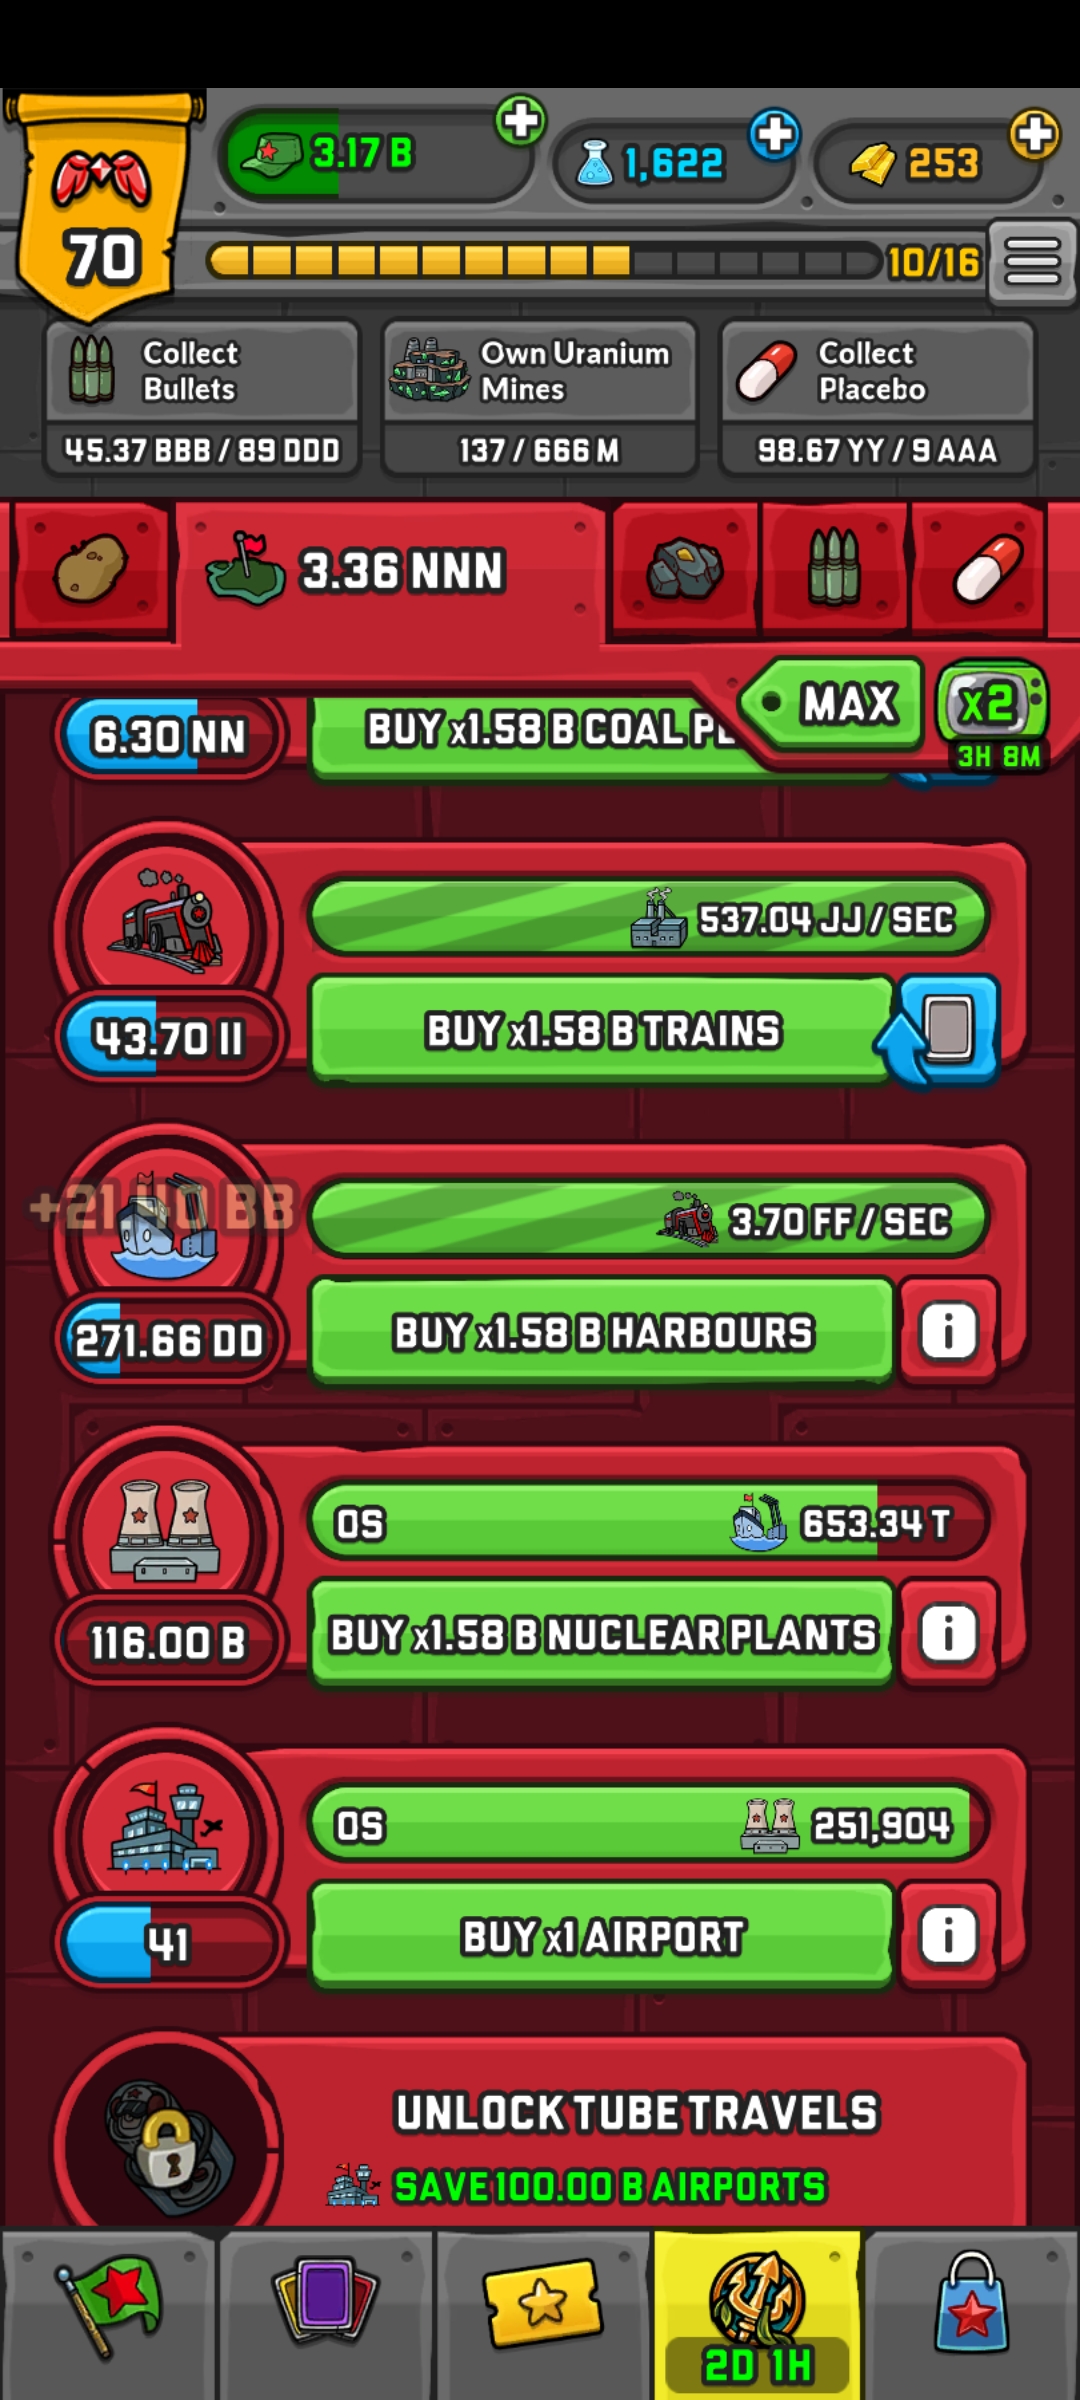 3.17 B
1,622
253
70
10/16
Collect
Bullets
45.37 BBB / 89 DDD
Own Uranium
Mines
137 / 666 M
Collect
Placebo
98.67 YY / 9 AAA
3.36 NNN
MAX
x2
3H 8M
6.30 NN
BUY x1.58 B COAL
537.04 JJ / SEC
43.70 II
BUY x1.58 B TRAINS
+21.40 BB
3.70 FF / SEC
271.66 DD
BUY x1.58 B HARBOURS
i
0S
653.34 T
116.00 B
BUY x1.58 B NUCLEAR PLANTS
i
0S
251,904
41
BUY x1 AIRPORT
i
UNLOCK TUBE TRAVELS
SAVE 100.00 B AIRPORTS
2D 1H